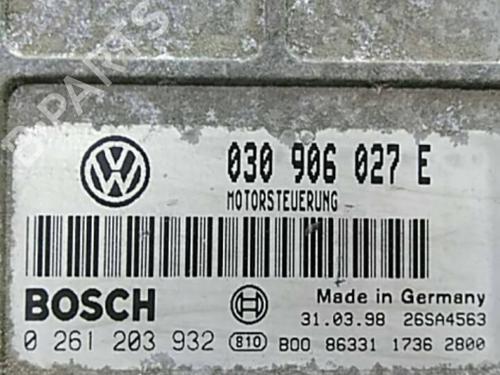 B-PARTS
030 906 027 E
MOTORSTEUERUNG
BOSCH
Made in Germany
31.03.98 26SA4563
0 261 203 932 810 B00 86331 1736 2800